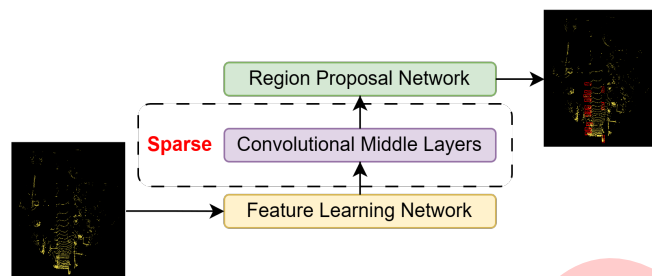 Region Proposal Network
Sparse Convolutional Middle Layers
Feature Learning Network